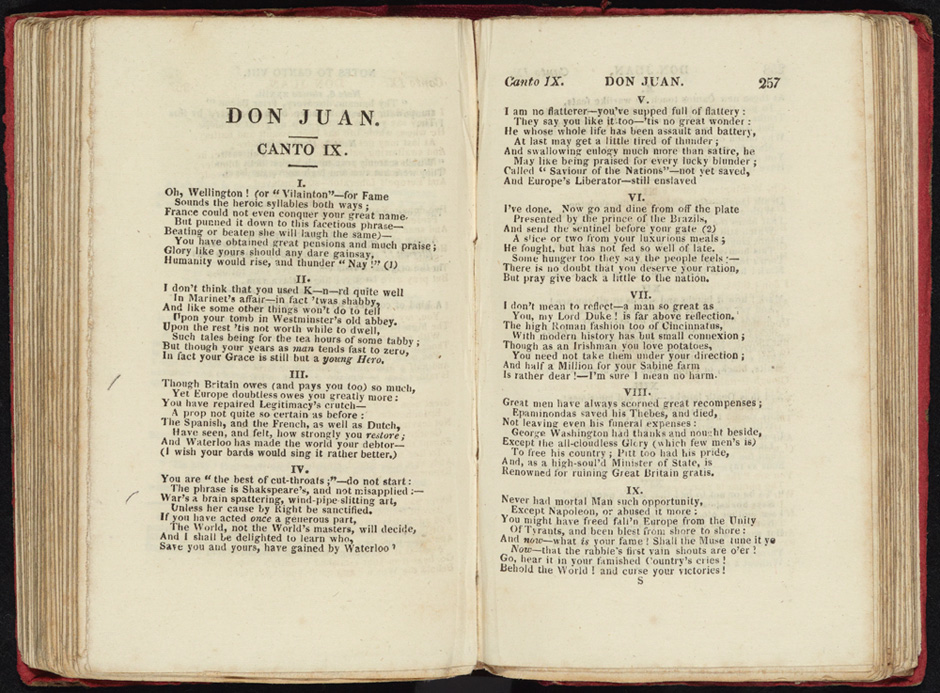 DON JUAN.
CANTO IX.
I.
Oh, Wellington! (or "Vilainton"—for Fame
Sounds the heroic syllables both ways;
France could not even conquer your great name,
But punned it down to this facetious phrase—
Beating or beaten she will laugh the same)—
You have obtained great pensions and much praise;
Glory like yours should any dare gainsay,
Humanity would rise, and thunder "Nay!" (1)
II.
I don't think that you used K—n—rd quite well
In Marinet's affair—in fact 'twas shabby,
And like some other things won't do to tell
Upon your tomb in Westminster's old abbey.
Upon the rest 'tis not worth while to dwell,
Such tales being for the tea hours of some tabby;
But though your years as man tends fast to zero,
In fact your Grace is still but a young Hero.
III.
Though Britain owes (and pays you too) so much,
Yet Europe doubtless owes you greatly more:
You have repaired Legitimacy's crutch—
A prop not quite so certain as before:
The Spanish, and the French, as well as Dutch,
Have seen, and felt, how strongly you restore;
And Waterloo has made the world your debtor—
(I wish your bards would sing it rather better.)
IV.
You are "the best of cut-throats;"—do not start:
The phrase is Shakspeare's, and not misapplied:—
War's a brain spattering, wind-pipe-slitting art,
Unless her cause by Right be sanctified.
If you have acted once a generous part,
The World, not the World's masters, will decide,
And I shall be delighted to learn who,
Save you and yours, have gained by Waterloo?
Canto IX. DON JUAN. 257
V.
I am no flatterer—you've supped full of flattery:
They say you like it too—'tis no great wonder:
He whose whole life has been assault and battery,
At last may get a little tired of thunder;
And swallowing eulogy much more than satire, he
May like being praised for every lucky blunder;
Called "Saviour of the Nations"—not yet saved,
And Europe's Liberator—still enslaved
VI.
I've done. Now go and dine from off the plate
Presented by the prince of the Brazils,
And send the sentinel before your gate (2)
A slice or two from your luxurious meals;
He fought, but has not fed so well of late.
Some hunger too they say the people feels:—
There is no doubt that you deserve your ration,
But pray give back a little to the nation.
VII.
I don't mean to reflect—a man so great as
You, my Lord Duke! is far above reflection.
The high Roman fashion too of Cincinnatus,
With modern history has but small connexion;
Though as an Irishman you love potatoes,
You need not take them under your direction;
And half a Million for your Sabine farm
Is rather dear!—I'm sure I mean no harm.
VIII.
Great men have always scorned great recompenses;
Epaminondas saved his Thebes, and died,
Not leaving even his funeral expenses:
George Washington had thanks and nought beside,
Except the all-cloudless Glory (which few men's is)
To free his country; Pitt too had his pride,
And, as a high-soul'd Minister of State, is
Renowned for ruining Great Britain gratis.
IX.
Never had mortal Man such opportunity,
Except Napoleon, or abused it more:
You might have freed fall'n Europe from the Unity
Of Tyrants, and been blest from shore to shore:
And now—what is your fame? Shall the Muse tune it ye
Now—that the rabble's first vain shouts are o'er?
Go, hear it in your famished Country's cries!
Behold the World! and curse your victories!
S